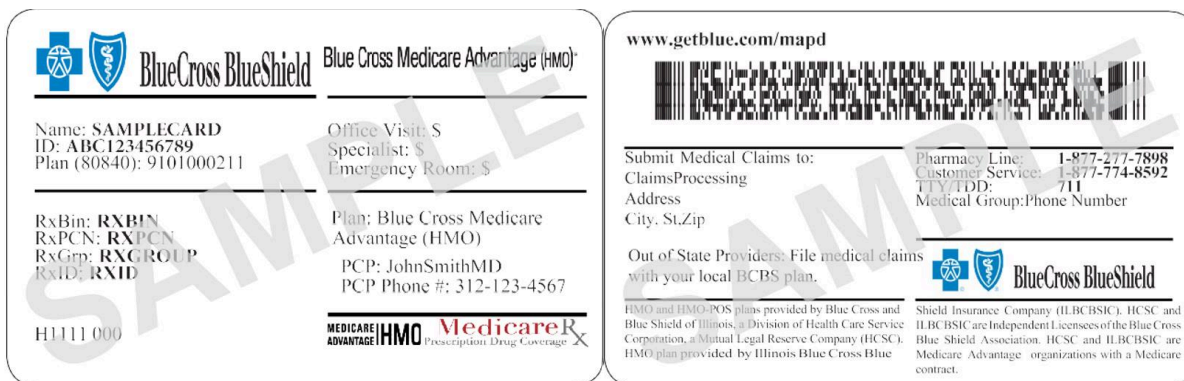 BlueCross BlueShield
Blue Cross Medicare Advantage (HMO)
Name: SAMPLECARD
ID: ABC123456789
Plan (80840): 9101000211
Office Visit: $
Specialist: $
Emergency Room: $
RxBin: RXBIN
RxPCN: RXPCN
RxGrp: RXGROUP
RxID: RXID
Plan: Blue Cross Medicare
Advantage (HMO)
PCP: JohnSmithMD
PCP Phone #: 312-123-4567
H1111 000
MEDICARE
ADVANTAGE HMO
MedicareRx
Prescription Drug Coverage
SAMPLE
www.getblue.com/mapd
Submit Medical Claims to:
ClaimsProcessing
Address
City, St,Zip
Pharmacy Line: 1-877-277-7898
Customer Service: 1-877-774-8592
TTY/TDD: 711
Medical Group:Phone Number
Out of State Providers: File medical claims
with your local BCBS plan.
BlueCross BlueShield
HMO and HMO-POS plans provided by Blue Cross and
Blue Shield of Illinois, a Division of Health Care Service
Corporation, a Mutual Legal Reserve Company (HCSC).
HMO plan provided by Illinois Blue Cross Blue
Shield Insurance Company (ILBCBSIC). HCSC and
ILBCBSIC are Independent Licensees of the Blue Cross
Blue Shield Association. HCSC and ILBCBSIC are
Medicare Advantage organizations with a Medicare
contract.
SAMPLE